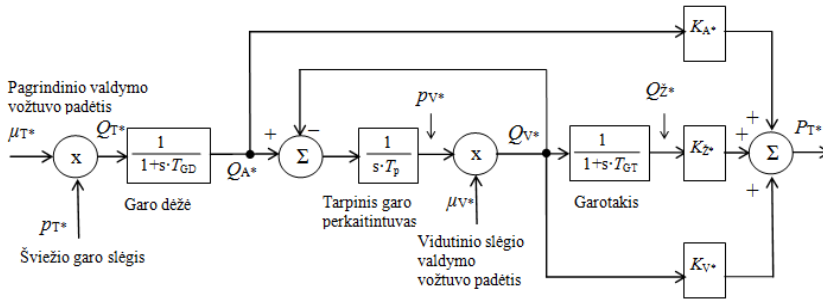 K_A*
Pagrindinio valdymo
vožtuvo padėtis
μ_T*
Q_T*
x
1
1+s·T_GD
Q_A*
Garo dėžė
p_T*
Šviežio garo slėgis
+
−
Σ
1
s·T_p
Tarpinis garo
perkaitintuvas
p_V*
x
Q_V*
μ_V*
Vidutinio slėgio
valdymo
vožtuvo padėtis
1
1+s·T_GT
Garotakis
Q_Ž*
K_Ž*
K_V*
+
+
+
Σ
P_T*